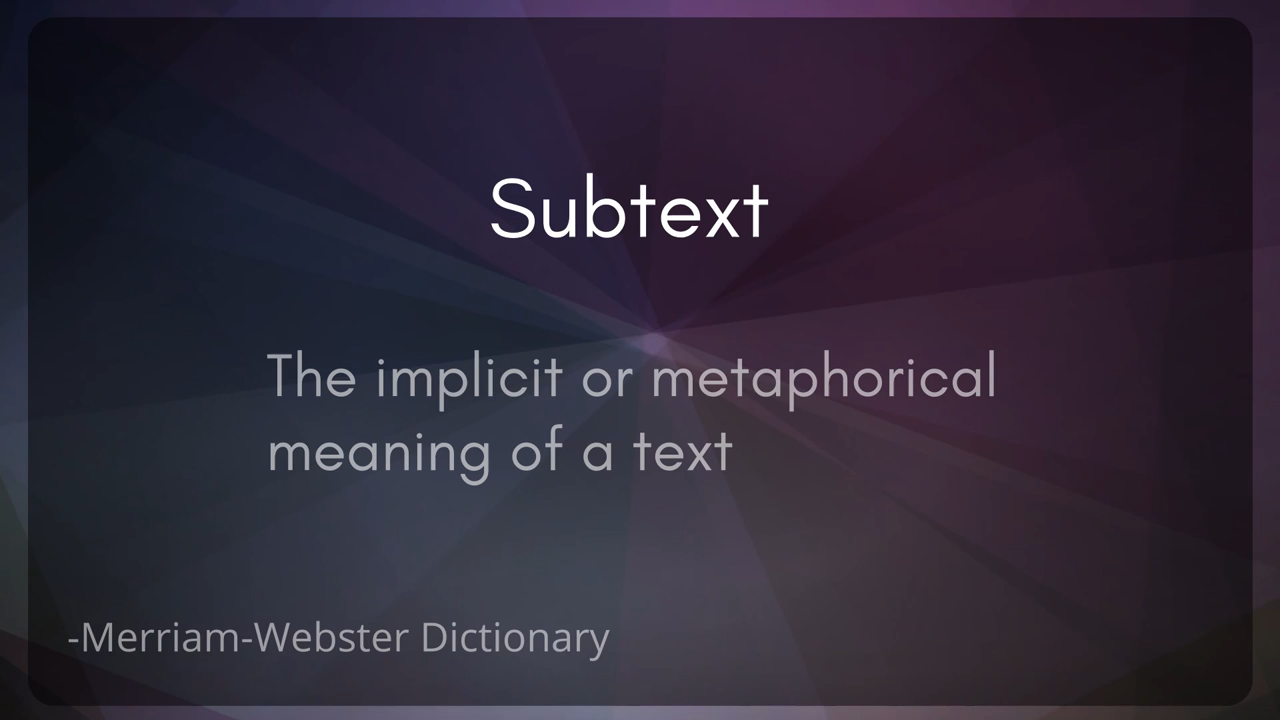 Subtext
The implicit or metaphorical
meaning of a text
-Merriam-Webster Dictionary